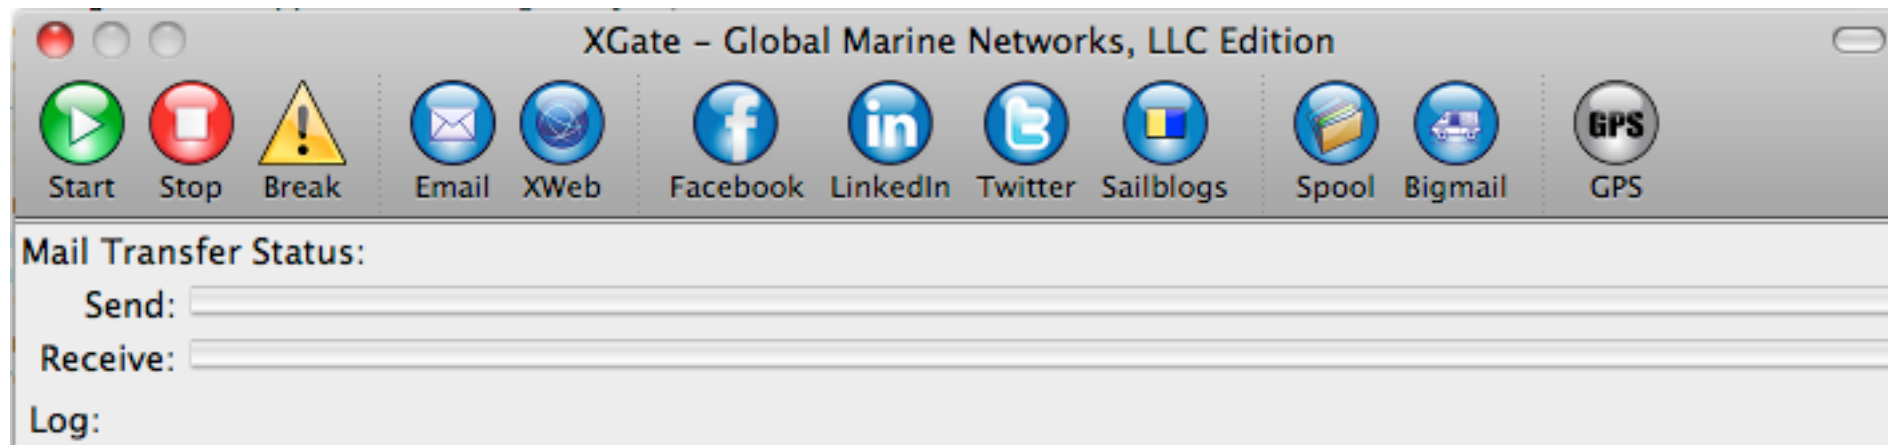 XGate – Global Marine Networks, LLC Edition
GPS
Start Stop Break Email XWeb Facebook LinkedIn Twitter Sailblogs Spool Bigmail GPS
Mail Transfer Status:
Send:
Receive:
Log: